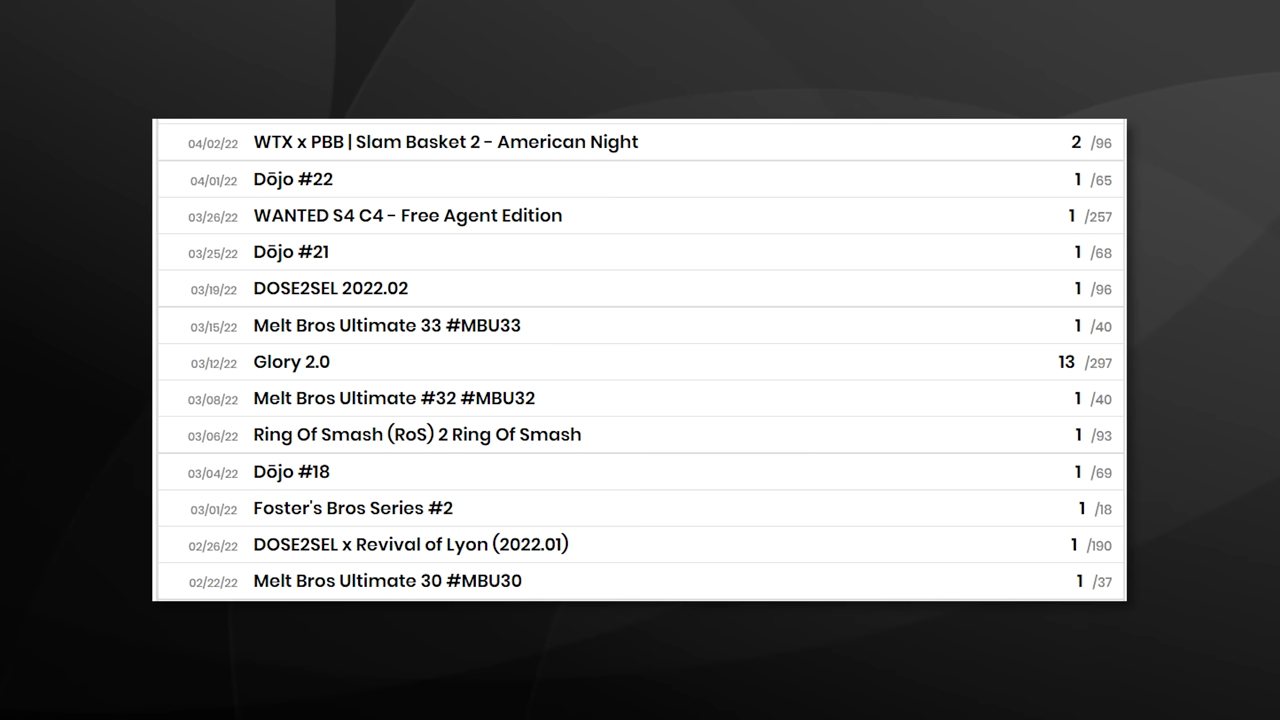 04/02/22 WTX x PBB | Slam Basket 2 - American Night 2 /96
04/01/22 Dōjo #22 1 /65
03/26/22 WANTED S4 C4 - Free Agent Edition 1 /257
03/25/22 Dōjo #21 1 /68
03/19/22 DOSE2SEL 2022.02 1 /96
03/15/22 Melt Bros Ultimate 33 #MBU33 1 /40
03/12/22 Glory 2.0 13 /297
03/08/22 Melt Bros Ultimate #32 #MBU32 1 /40
03/06/22 Ring Of Smash (RoS) 2 Ring Of Smash 1 /93
03/04/22 Dōjo #18 1 /69
03/01/22 Foster's Bros Series #2 1 /18
02/26/22 DOSE2SEL x Revival of Lyon (2022.01) 1 /190
02/22/22 Melt Bros Ultimate 30 #MBU30 1 /37